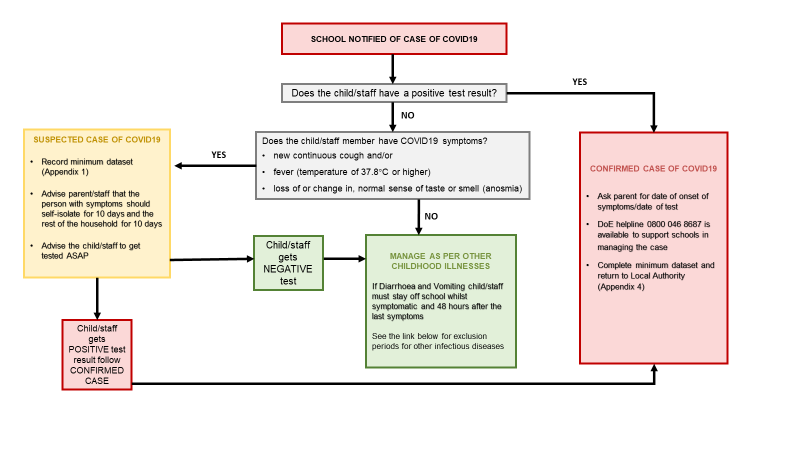 SCHOOL NOTIFIED OF CASE OF COVID19
Does the child/staff have a positive test result?
YES
NO
SUSPECTED CASE OF COVID19
• Record minimum dataset
(Appendix 1)
• Advise parent/staff that the
person with symptoms should
self-isolate for 10 days and the
rest of the household for 10 days
• Advise the child/staff to get
tested ASAP
YES
Does the child/staff member have COVID19 symptoms?
• new continuous cough and/or
• fever (temperature of 37.8°C or higher)
• loss of or change in, normal sense of taste or smell (anosmia)
NO
CONFIRMED CASE OF COVID19
• Ask parent for date of onset of
symptoms/date of test
• DoE helpline 0800 046 8687 is
available to support schools in
managing the case
• Complete minimum dataset and
return to Local Authority
(Appendix 4)
Child/staff
gets
NEGATIVE
test
MANAGE AS PER OTHER
CHILDHOOD ILLNESSES
If Diarrhoea and Vomiting child/staff
must stay off school whilst
symptomatic and 48 hours after the
last symptoms
See the link below for exclusion
periods for other infectious diseases
Child/staff
gets
POSITIVE test
result follow
CONFIRMED
CASE